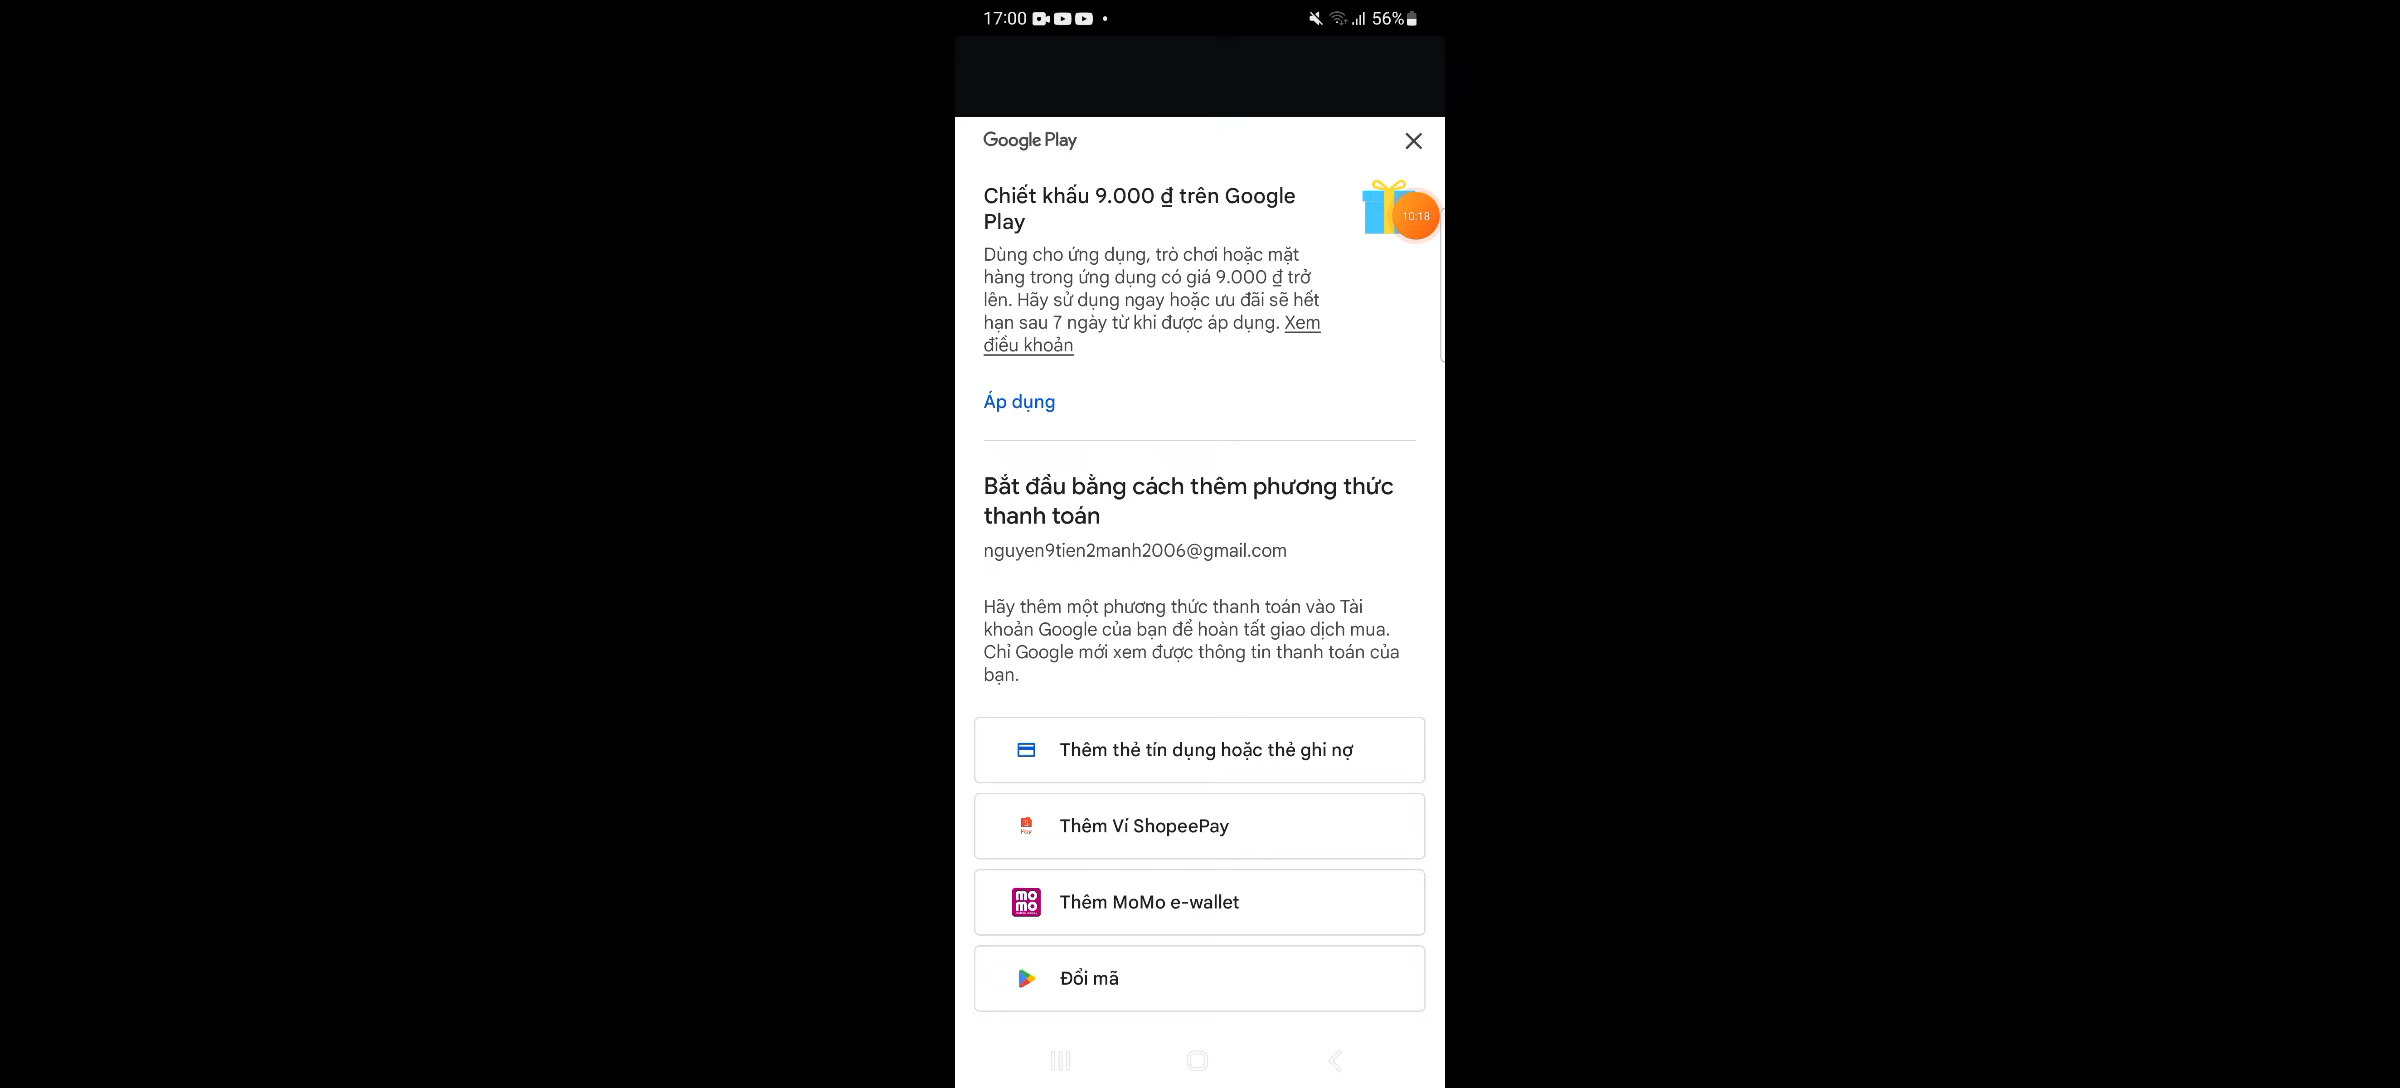 17:00
56%
Google Play
Chiết khấu 9.000 ₫ trên Google
Play
10:18
Dùng cho ứng dụng, trò chơi hoặc mặt
hàng trong ứng dụng có giá 9.000 ₫ trở
lên. Hãy sử dụng ngay hoặc ưu đãi sẽ hết
hạn sau 7 ngày từ khi được áp dụng. Xem
điều khoản
Áp dụng
Bắt đầu bằng cách thêm phương thức
thanh toán
nguyen9tien2manh2006@gmail.com
Hãy thêm một phương thức thanh toán vào Tài
khoản Google của bạn để hoàn tất giao dịch mua.
Chỉ Google mới xem được thông tin thanh toán của
bạn.
Thêm thẻ tín dụng hoặc thẻ ghi nợ
Pay
Thêm Ví ShopeePay
mo
mo
Thêm MoMo e-wallet
Đổi mã